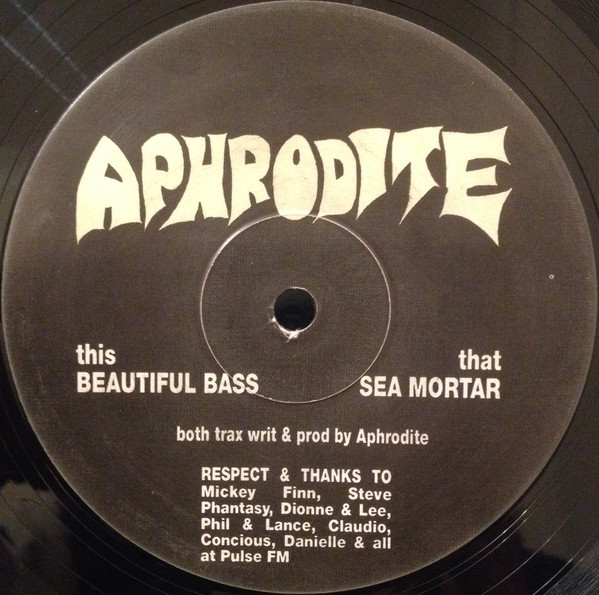 APHRODITE
this that
BEAUTIFUL BASS SEA MORTAR
both trax writ & prod by Aphrodite
RESPECT & THANKS TO
Mickey Finn, Steve
Phantasy, Dionne & Lee,
Phil & Lance, Claudio,
Concious, Danielle & all
at Pulse FM